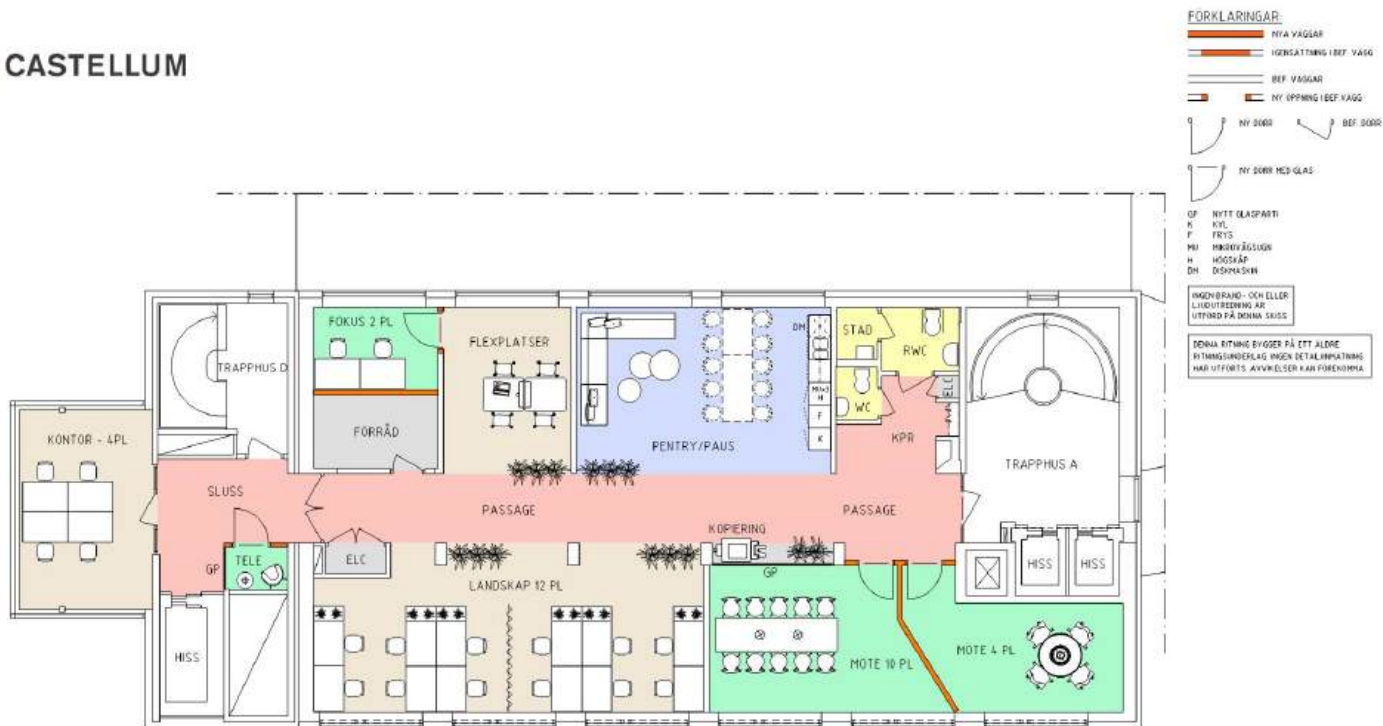 CASTELLUM
FÖRKLARINGAR:
NYA VÄGGAR
IGENSÄTTNING I BEF. VÄGG
BEF VÄGGAR
NY ÖPPNING I BEF. VÄGG
NY DÖRR
BEF. DÖRR
NY DÖRR MED GLAS
GP NYTT GLASPARTI
K KYL
F FRYS
MU MIKROVÅGSUGN
H HÖGSKÅP
DM DISKMASKIN
INGEN BRAND- OCH ELLER
LJUDUTREDNING ÄR
UTFÖRD PÅ DENNA SKISS
DENNA RITNING BYGGER PÅ ETT ÄLDRE
RITNINGSUNDERLAG. INGEN DETALJINMÄTNING
HAR UTFÖRTS. AVVIKELSER KAN FÖREKOMMA
FOKUS 2 PL
FLEXPLATSER
DM
STÄD
RWC
TRAPPHUS D
MUx3
H
ELC
WC
F
KONTOR - 4PL
FÖRRÅD
PENTRY/PAUS
K
KPR
TRAPPHUS A
SLUSS
PASSAGE
PASSAGE
KOPIERING
ELC
TELE
GP
GP
HISS
HISS
LANDSKAP 12 PL
HISS
MÖTE 10 PL
MÖTE 4 PL